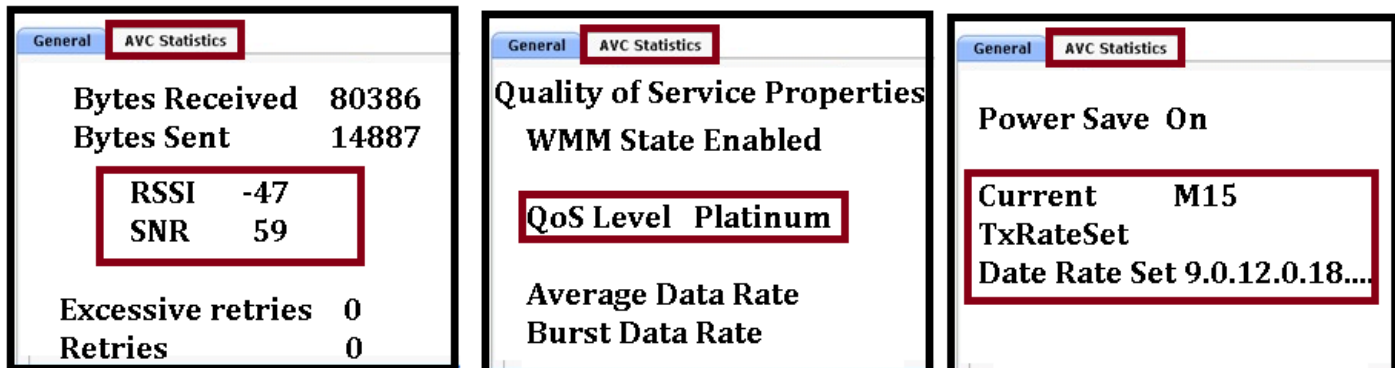 General AVC Statistics
Bytes Received 80386
Bytes Sent 14887
RSSI -47
SNR 59
Excessive retries 0
Retries 0
General AVC Statistics
Quality of Service Properties
WMM State Enabled
QoS Level Platinum
Average Data Rate
Burst Data Rate
General AVC Statistics
Power Save On
Current M15
TxRateSet
Date Rate Set 9.0.12.0.18....